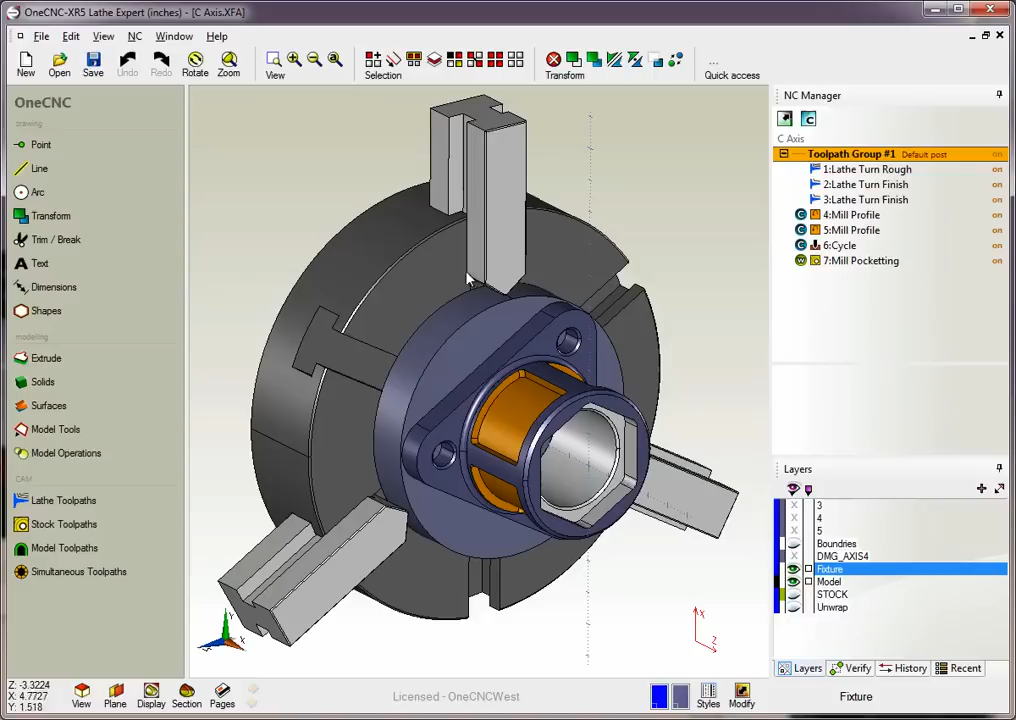 OneCNC-XR5 Lathe Expert (inches) - [C Axis.XFA]
File Edit View NC Window Help
New Open Save Undo Redo Rotate Zoom View Selection Transform ... Quick access
OneCNC
drawing
Point
Line
Arc
Transform
Trim / Break
Text
Dimensions
Shapes
modelling
Extrude
Solids
Surfaces
Model Tools
Model Operations
CAM
Lathe Toolpaths
Stock Toolpaths
Model Toolpaths
Simultaneous Toolpaths
Y
X
X
Z
NC Manager
C Axis
Toolpath Group #1 Default post on
1:Lathe Turn Rough on
2:Lathe Turn Finish on
3:Lathe Turn Finish on
C 4:Mill Profile on
C 5:Mill Profile on
C 6:Cycle on
W 7:Mill Pocketting on
Layers
X 3
X 4
X 5
Boundries
X DMG_AXIS4
Fixture
Model
STOCK
Unwrap
Layers Verify History Recent
Z: -3.3224
X: 4.7727
Y: 1.518
View Plane Display Section Pages
Licensed - OneCNCWest
Styles Modify
Fixture